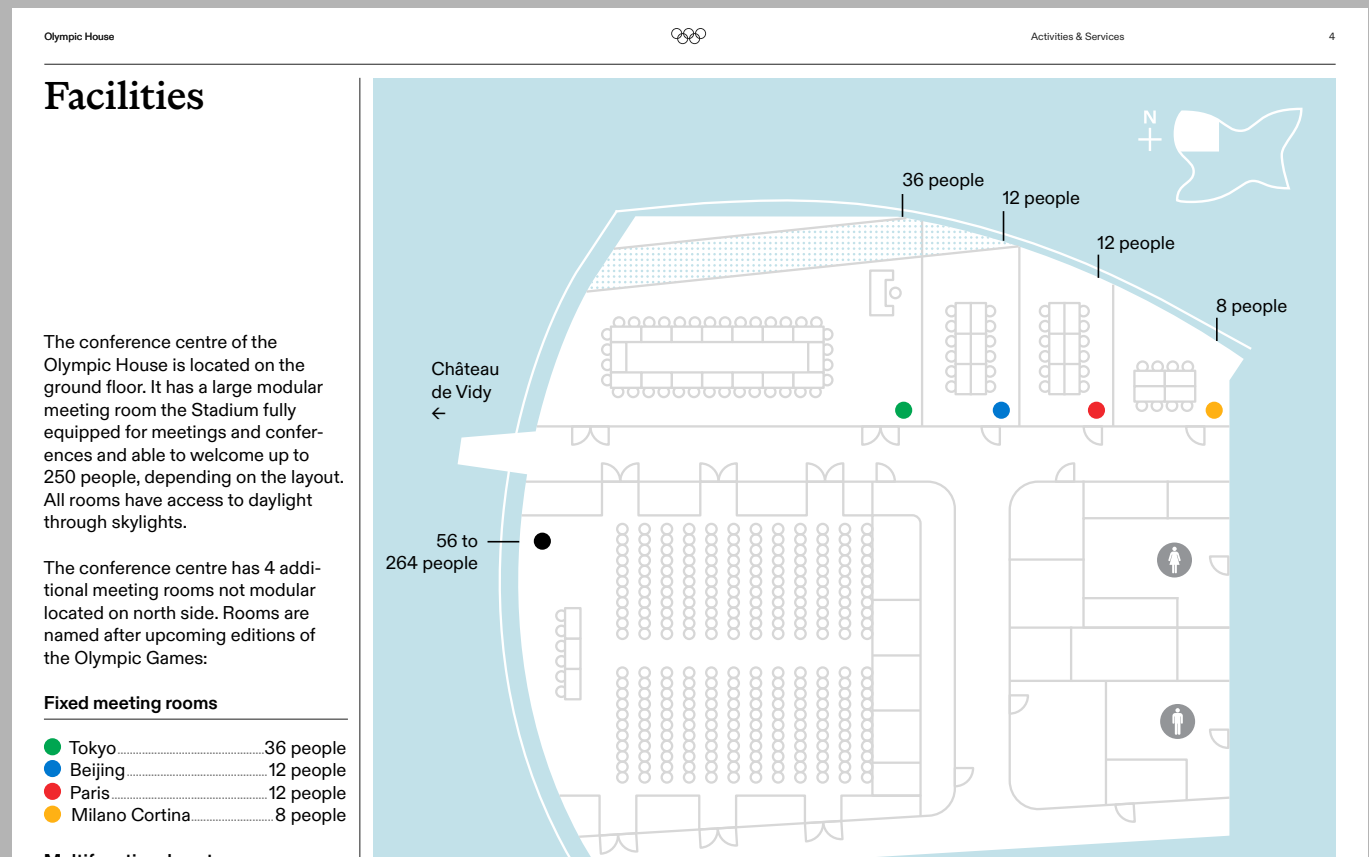 Olympic House
Activities & Services
4
Facilities
The conference centre of the
Olympic House is located on the
ground floor. It has a large modular
meeting room the Stadium fully
equipped for meetings and confer-
ences and able to welcome up to
250 people, depending on the layout.
All rooms have access to daylight
through skylights.
The conference centre has 4 addi-
tional meeting rooms not modular
located on north side. Rooms are
named after upcoming editions of
the Olympic Games:
Fixed meeting rooms
Tokyo 36 people
Beijing 12 people
Paris 12 people
Milano Cortina 8 people
N
36 people
12 people
12 people
8 people
Château
de Vidy
←
56 to
264 people